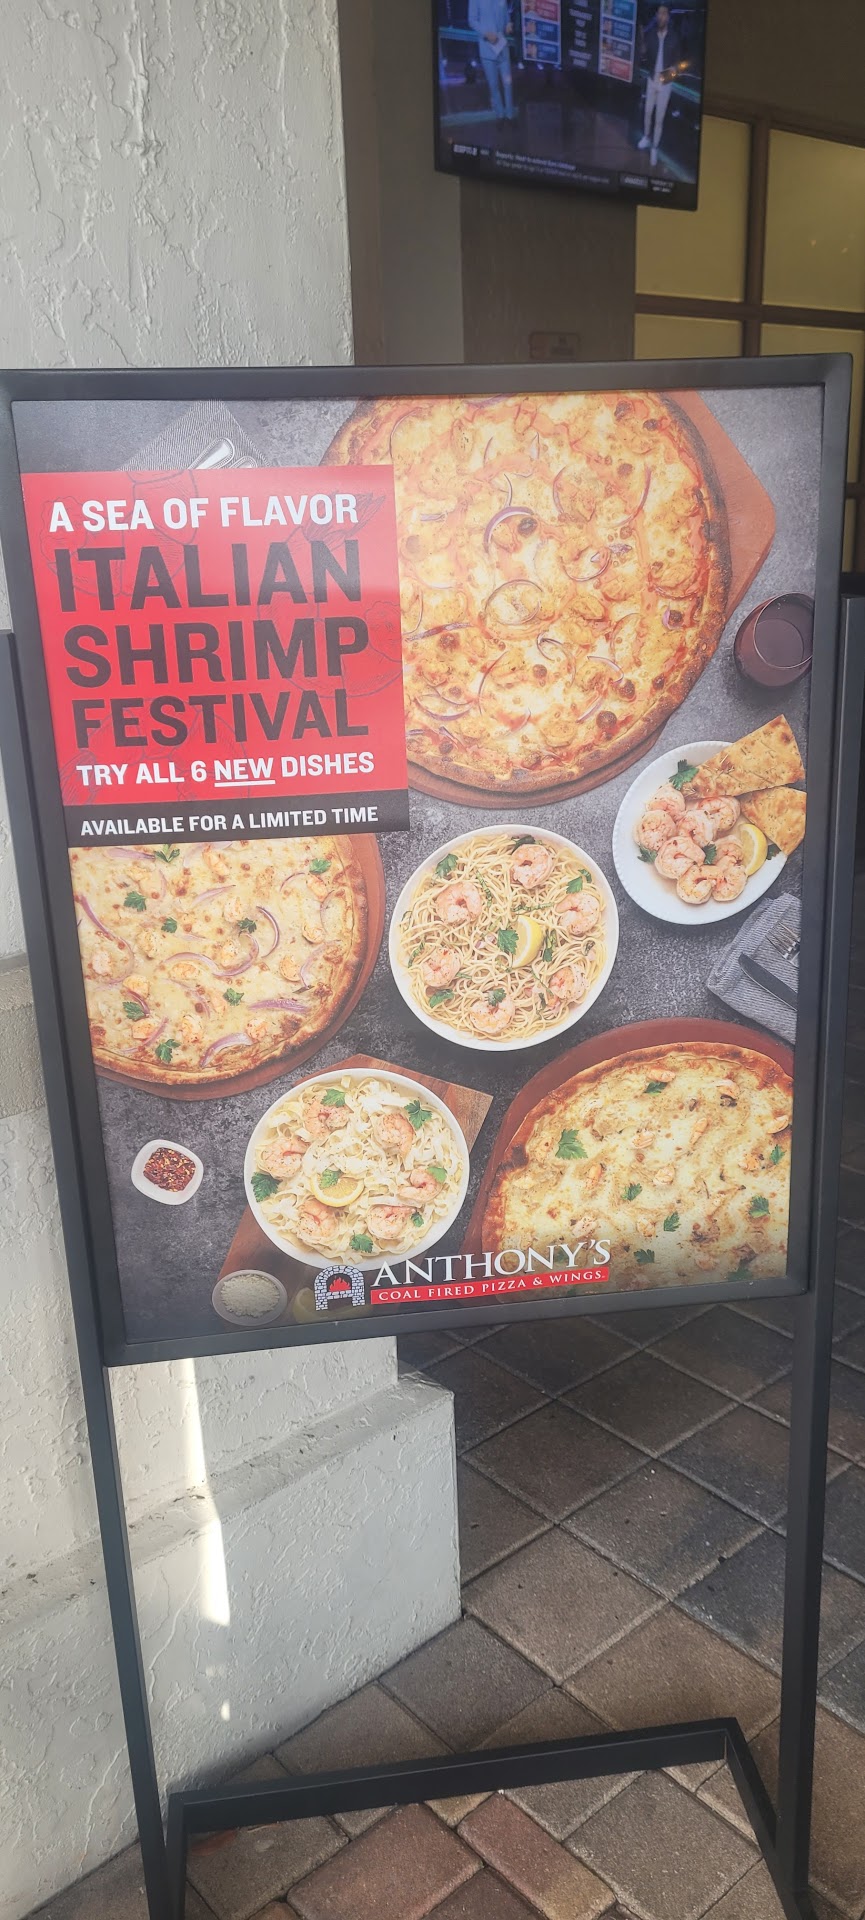 ESPN
A SEA OF FLAVOR
ITALIAN
SHRIMP
FESTIVAL
TRY ALL 6 NEW DISHES
AVAILABLE FOR A LIMITED TIME
ANTHONY'S
COAL FIRED PIZZA & WINGS.